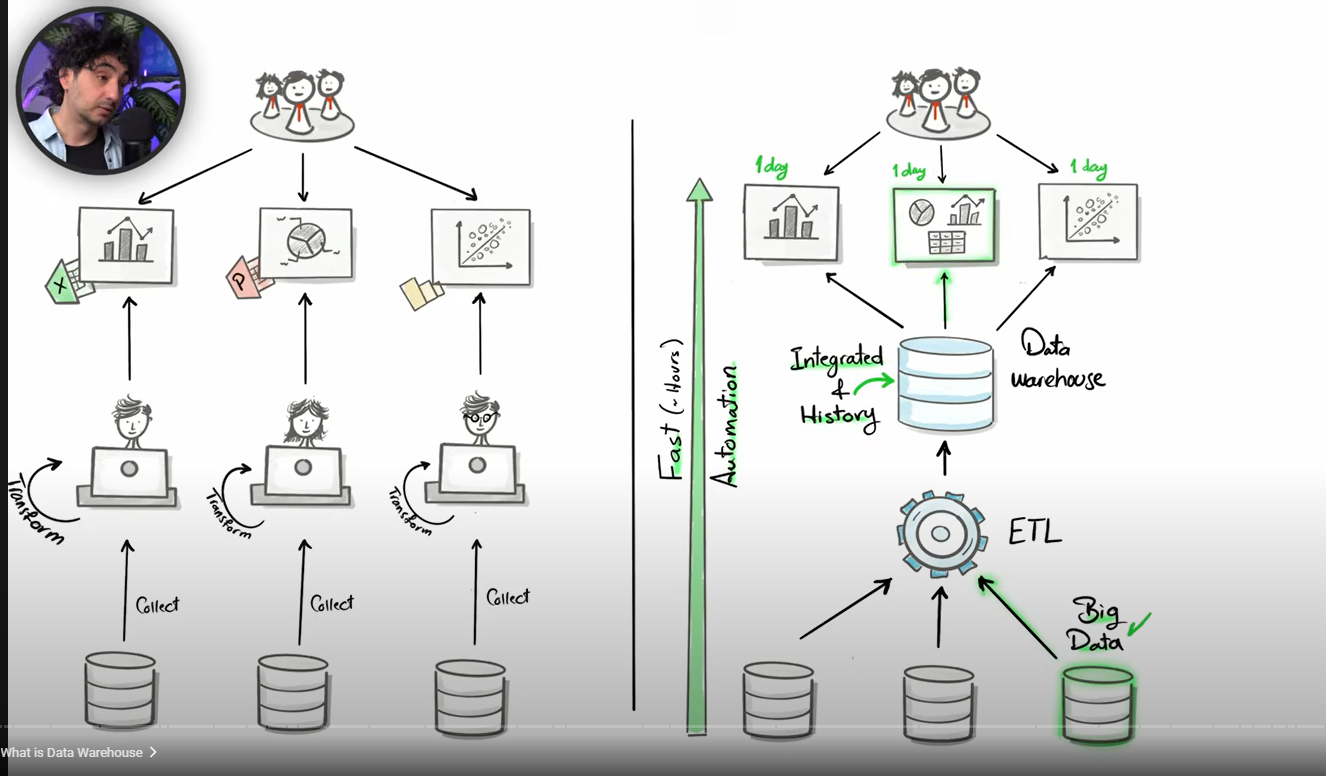 1 day
1 day
1 day
X
P
Fast (~ Hours)
Automation
Integrated
&
History
Data
warehouse
Transform
Transform
Transform
ETL
Collect
Collect
Collect
Big
Data
What is Data Warehouse